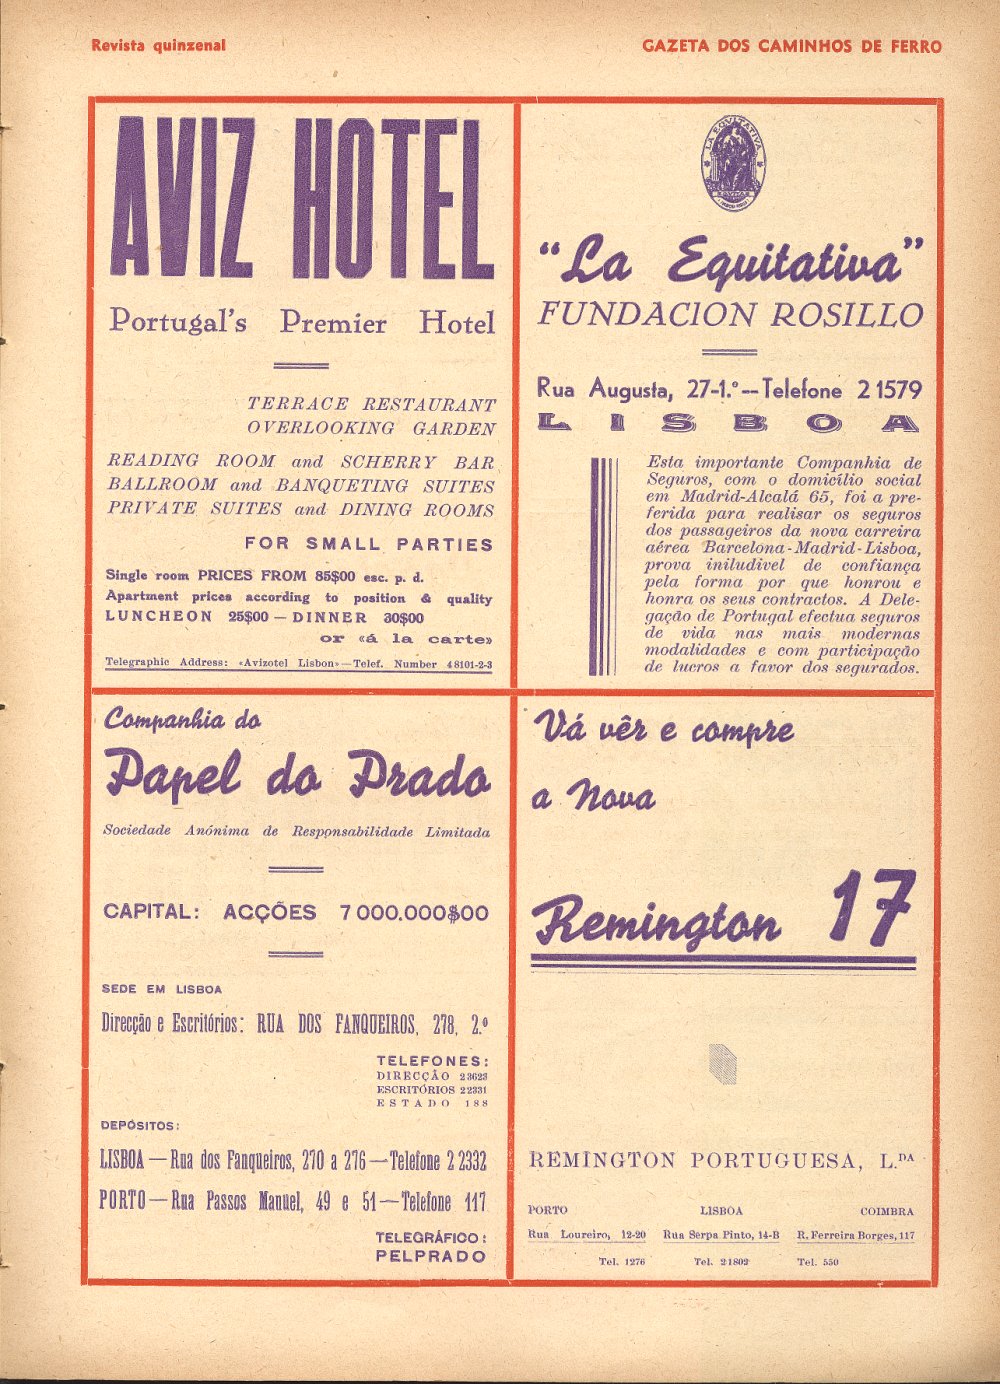 Revista quinzenal
GAZETA DOS CAMINHOS DE FERRO
AVIZ HOTEL
Portugal's Premier Hotel
TERRACE RESTAURANT
OVERLOOKING GARDEN
READING ROOM and SCHERRY BAR
BALLROOM and BANQUETING SUITES
PRIVATE SUITES and DINING ROOMS
FOR SMALL PARTIES
Single room PRICES FROM 85$00 esc. p. d.
Apartment prices according to position & quality
LUNCHEON 25$00 — DINNER 30$00
or «á la carte»
Telegraphic Address: «Avizotel Lisbon» — Telef. Number 48101-2-3
LA EQUITATIVA
"La Equitativa"
FUNDACION ROSILLO
Rua Augusta, 27-1.º -- Telefone 2 1579
LISBOA
Esta importante Companhia de
Seguros, com o domicílio social
em Madrid-Alcalá 65, foi a pre-
ferida para realisar os seguros
dos passageiros da nova carreira
aérea Barcelona-Madrid-Lisboa,
prova iniludivel de confiança
pela forma por que honrou e
honra os seus contractos. A Dele-
gação de Portugal efectua seguros
de vida nas mais modernas
modalidades e com participação
de lucros a favor dos segurados.
Companhia do
Papel do Prado
Sociedade Anónima de Responsabilidade Limitada
CAPITAL: ACÇÕES 7 000.000$00
SEDE EM LISBOA
Direcção e Escritórios: RUA DOS FANQUEIROS, 278, 2.º
TELEFONES:
DIRECÇÃO 23623
ESCRITÓRIOS 22331
ESTADO 188
DEPÓSITOS:
LISBOA — Rua dos Fanqueiros, 270 a 276 — Telefone 2 2332
PORTO — Rua Passos Manuel, 49 e 51 — Telefone 117
TELEGRÁFICO:
PELPRADO
Vá vêr e compre
a Nova
Remington 17
REMINGTON PORTUGUESA, L.DA
PORTO LISBOA COIMBRA
Rua Loureiro, 12-20 Rua Serpa Pinto, 14-B R. Ferreira Borges, 117
Tel. 1276 Tel. 21802 Tel. 550